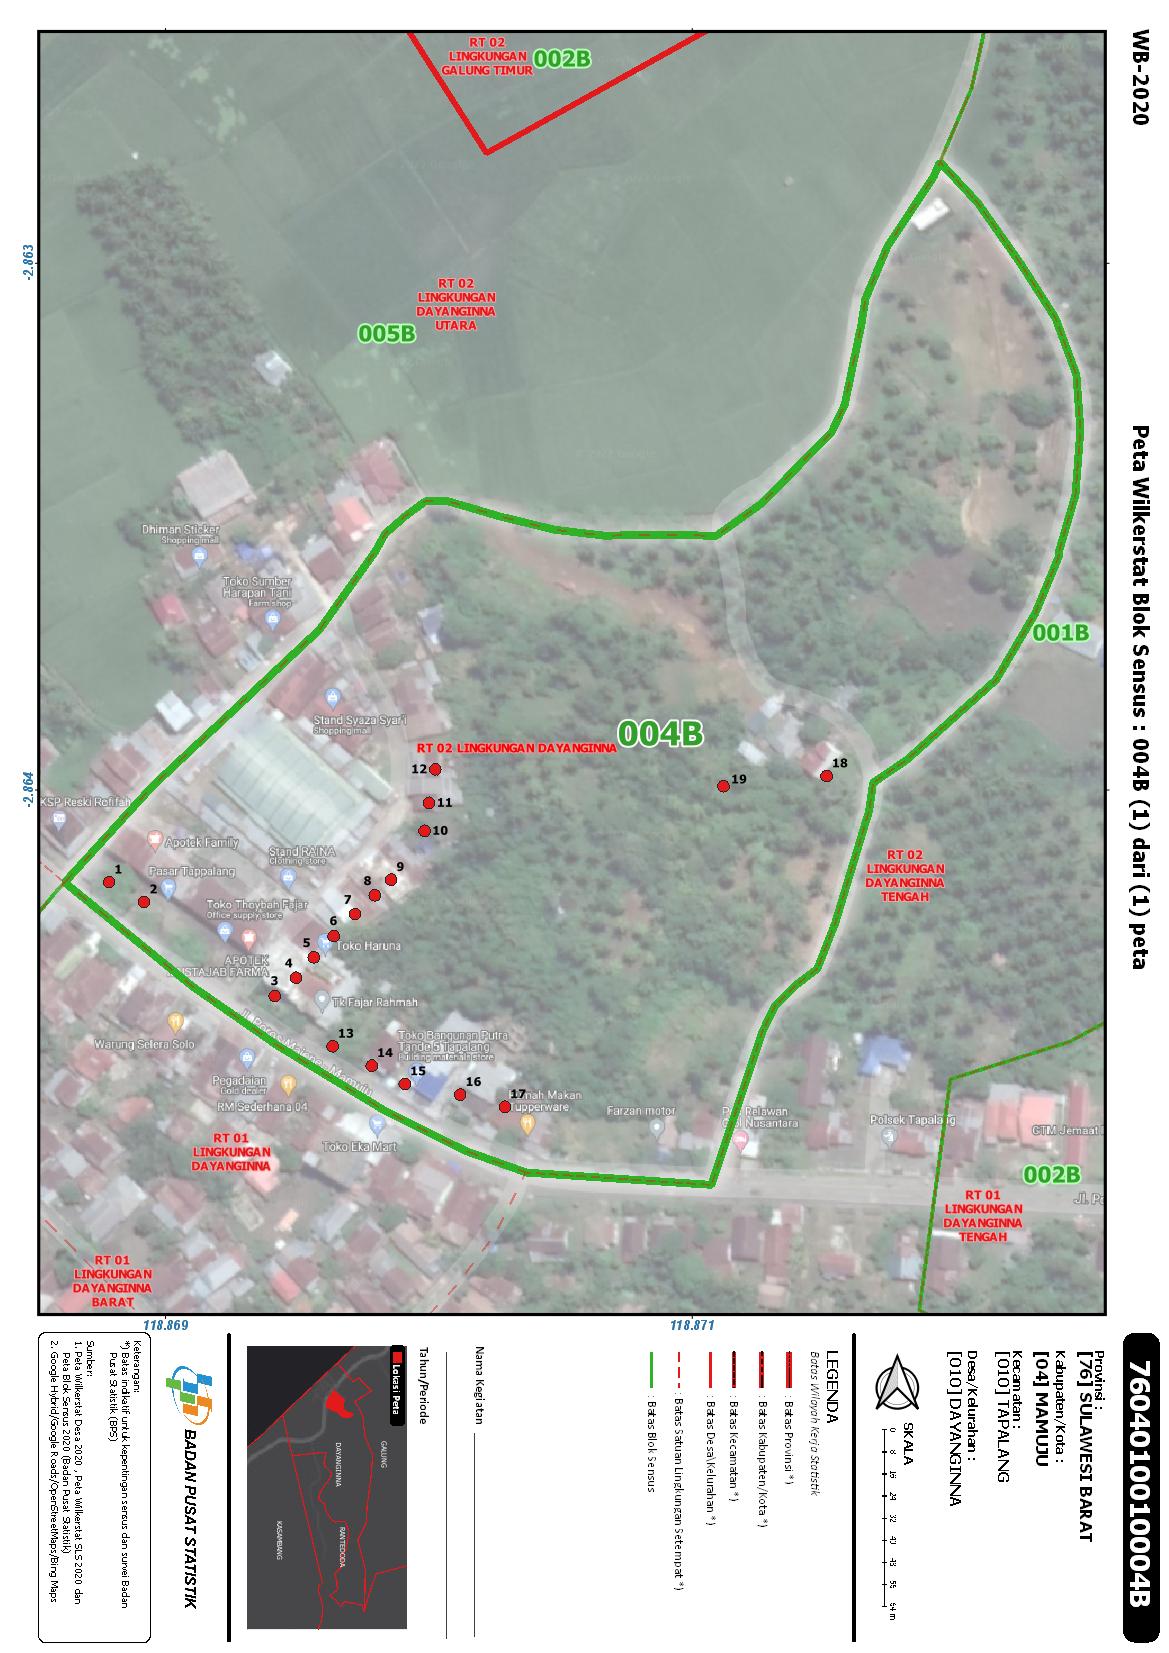 WB-2020
Peta Wilkerstat Blok Sensus : 004B (1) dari (1) peta
RT 02
LINGKUNGAN
GALUNG TIMUR
002B
-2.863
RT 02
LINGKUNGAN
DAYANGINNA
UTARA
005B
Dhiman Sticker
Shopping mall
Toko Sumber
Harapan Tani
Farm shop
001B
Stand Syaza Syar'i
Shopping mall
004B
RT 02 LINGKUNGAN DAYANGINNA
12
18
19
-2.864
KSP Reski Rofifah
11
10
Apotek Family
Stand RAINA
Clothing store
RT 02
LINGKUNGAN
DAYANGINNA
TENGAH
1
Pasar Tappalang
9
2
8
Toko Thoybah Fajar
Office supply store
7
6
Toko Haruna
5
APOTEK
MUSTAJAB FARMA
4
3
Tk Fajar Rahmah
Jl. Poros Majene - Mamuju
Warung Selera Solo
13
Toko Bangunan Putra
Tande 5 Tapalang
Building materials store
14
15
Pegadaian
Gold dealer
16
17
Rumah Makan
Tupperware
RM Sederhana 04
Farzan motor
Relawan
Nusantara
Polsek Tapalang
GTM Jemaat
Toko Eka Mart
RT 01
LINGKUNGAN
DAYANGINNA
002B
RT 01
LINGKUNGAN
DAYANGINNA
TENGAH
RT 01
LINGKUNGAN
DAYANGINNA
BARAT
118.869
118.871
7604010010004B
Provinsi :
[76] SULAWESI BARAT
Kabupaten/Kota :
[04] MAMUJU
Kecamatan :
[010] TAPALANG
Desa/Kelurahan :
[010] DAYANGINNA
SKALA
0 8 16 24 32 40 48 56 64 m
LEGENDA
Batas Wilayah Kerja Statistik
: Batas Provinsi *)
: Batas Kabupaten/Kota *)
: Batas Kecamatan *)
: Batas Desa\Kelurahan *)
: Batas Satuan Lingkungan Setempat *)
: Batas Blok Sensus
Nama Kegiatan
Tahun/Periode
Lokasi Peta
GALUNG
DAYANGINNA
RANTEDODA
KASAMBANG
BADAN PUSAT STATISTIK
Keterangan:
*) Batas indikatif untuk kepentingan sensus dan survei Badan
Pusat Statistik (BPS)
Sumber:
1. Peta Wilkerstat Desa 2020 , Peta Wilkerstat SLS 2020 dan
Peta Blok Sensus 2020 (Badan Pusat Statistik)
2. Google Hybrid/Google Roads/OpenStreetMaps/Bing Maps